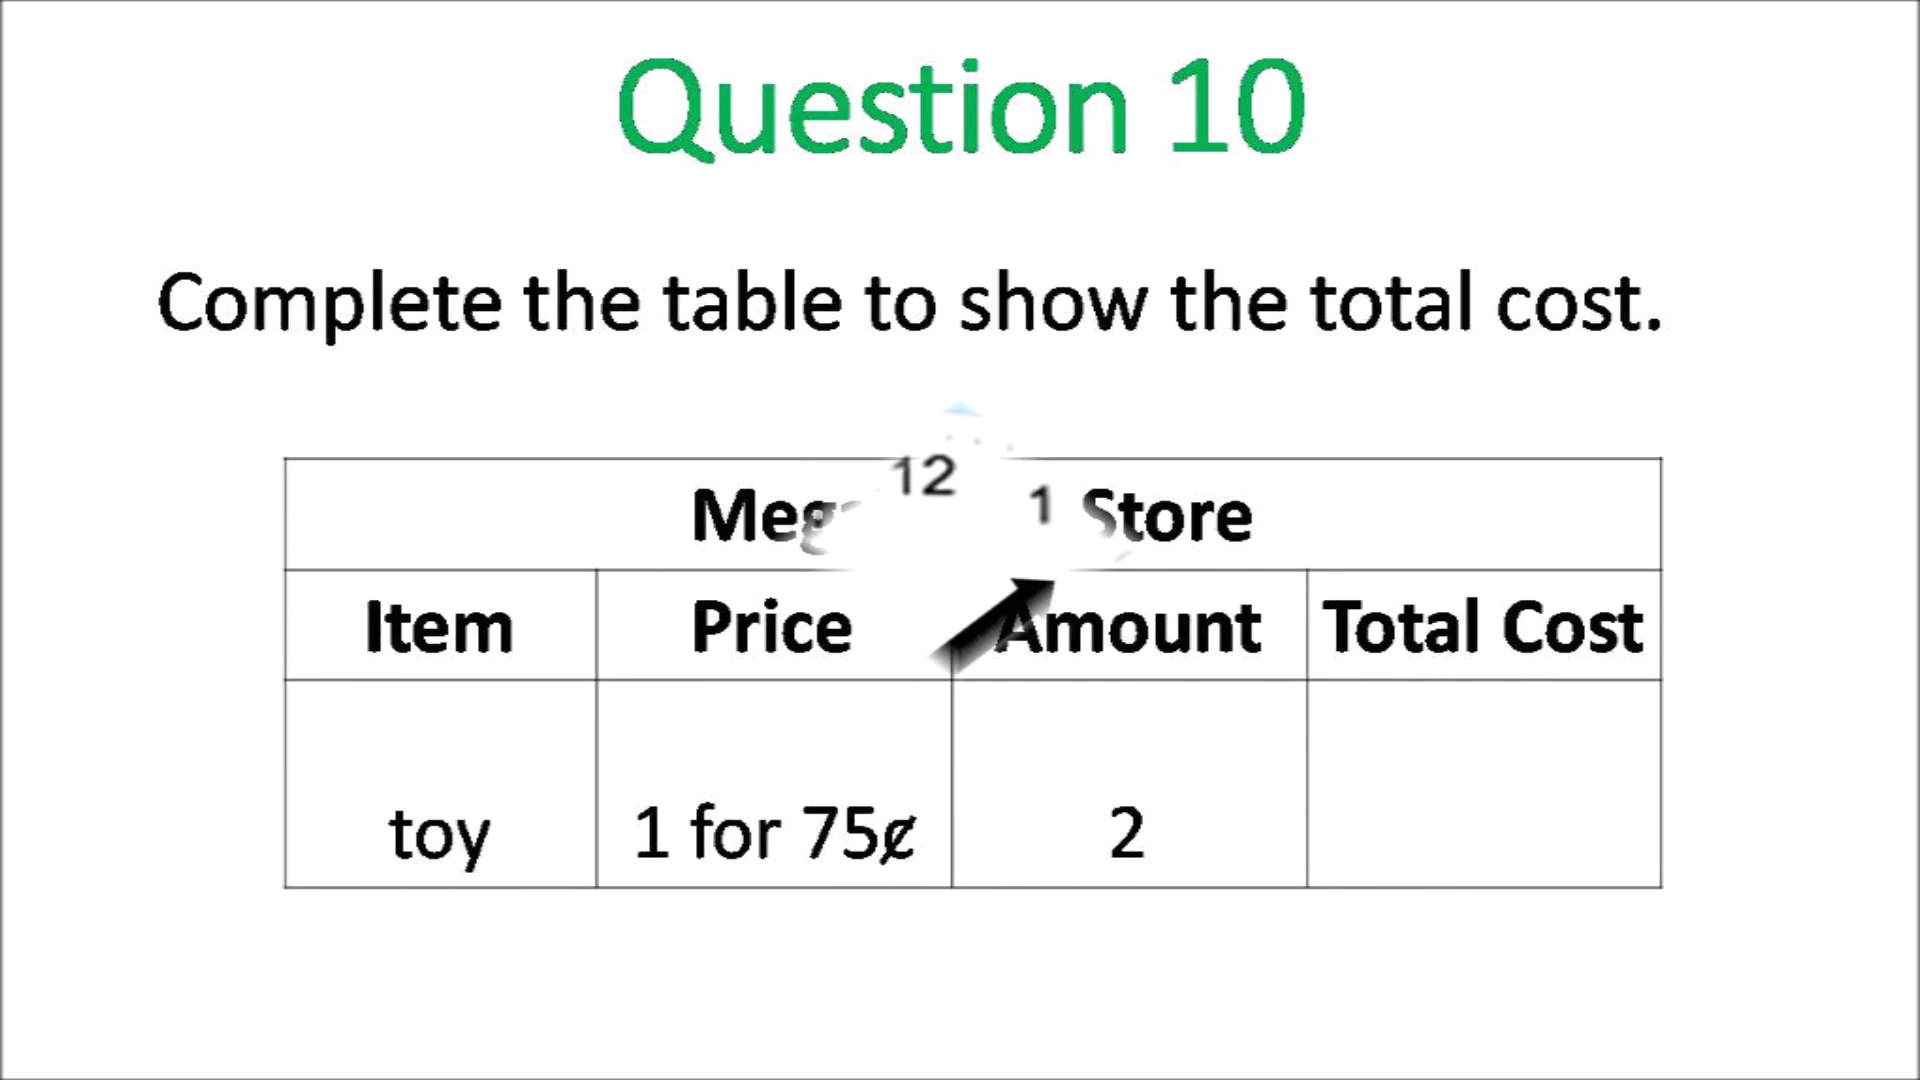 Question 10
Complete the table to show the total cost.
12
1
Store
Item Price Amount Total Cost
toy 1 for 75¢ 2